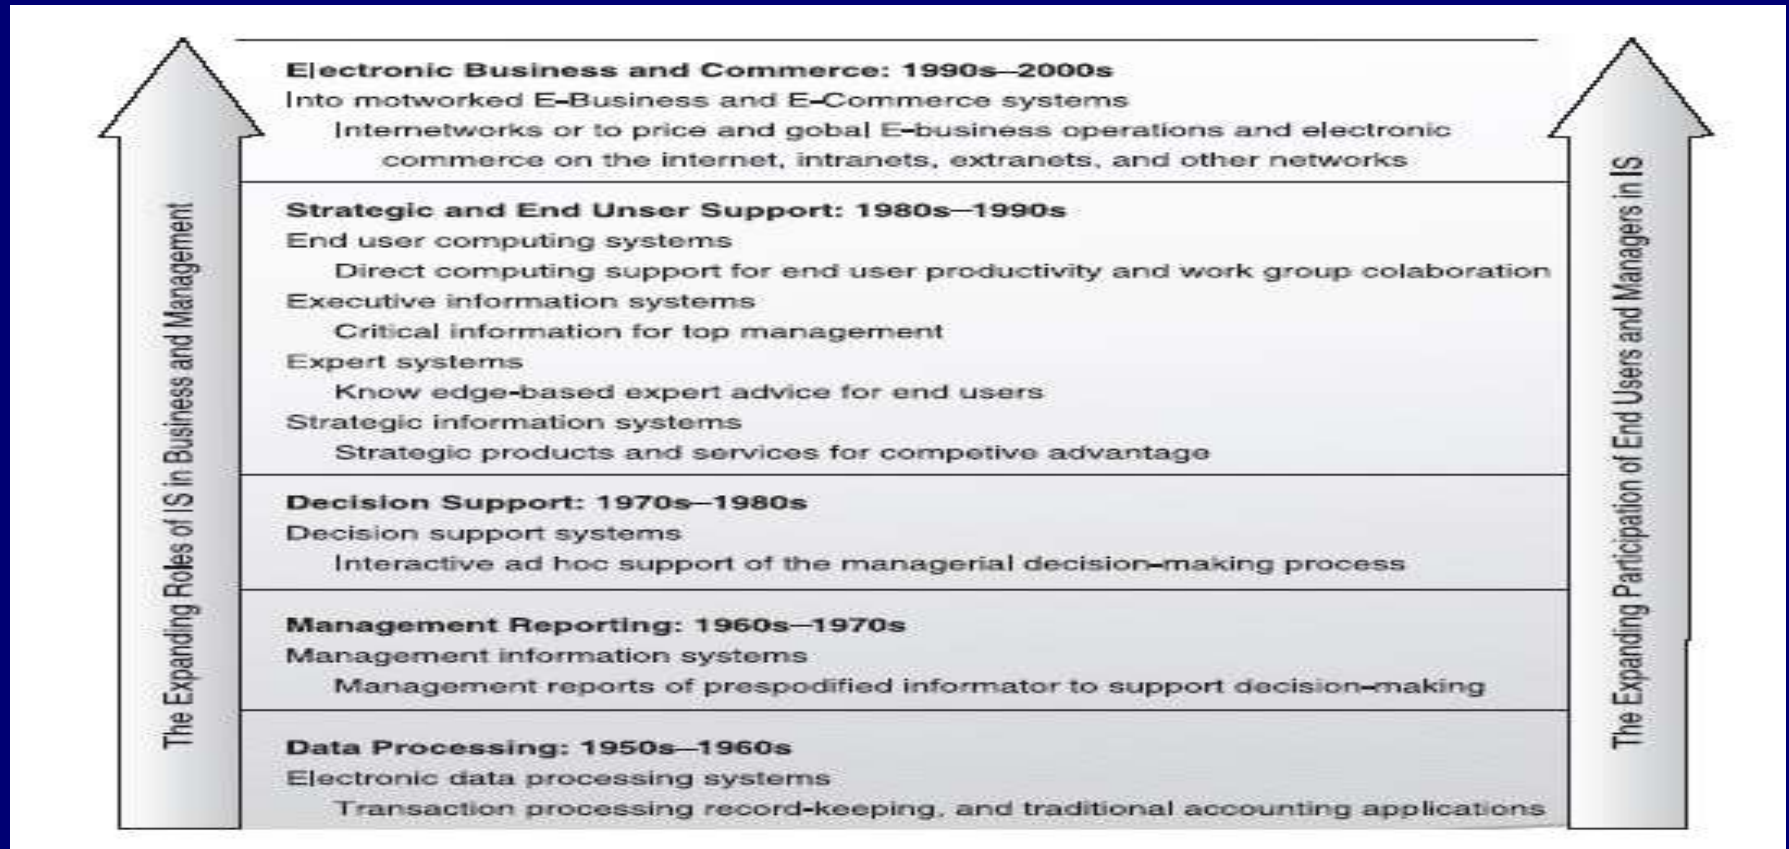 The Expanding Roles of IS in Business and Management
Electronic Business and Commerce: 1990s–2000s
Into motworked E-Business and E-Commerce systems
Internetworks or to price and gobal E-business operations and electronic
commerce on the internet, intranets, extranets, and other networks
Strategic and End Unser Support: 1980s–1990s
End user computing systems
Direct computing support for end user productivity and work group colaboration
Executive information systems
Critical information for top management
Expert systems
Know edge-based expert advice for end users
Strategic information systems
Strategic products and services for competive advantage
Decision Support: 1970s–1980s
Decision support systems
Interactive ad hoc support of the managerial decision-making process
Management Reporting: 1960s–1970s
Management information systems
Management reports of prespodified informator to support decision-making
Data Processing: 1950s–1960s
Electronic data processing systems
Transaction processing record-keeping, and traditional accounting applications
The Expanding Participation of End Users and Managers in IS